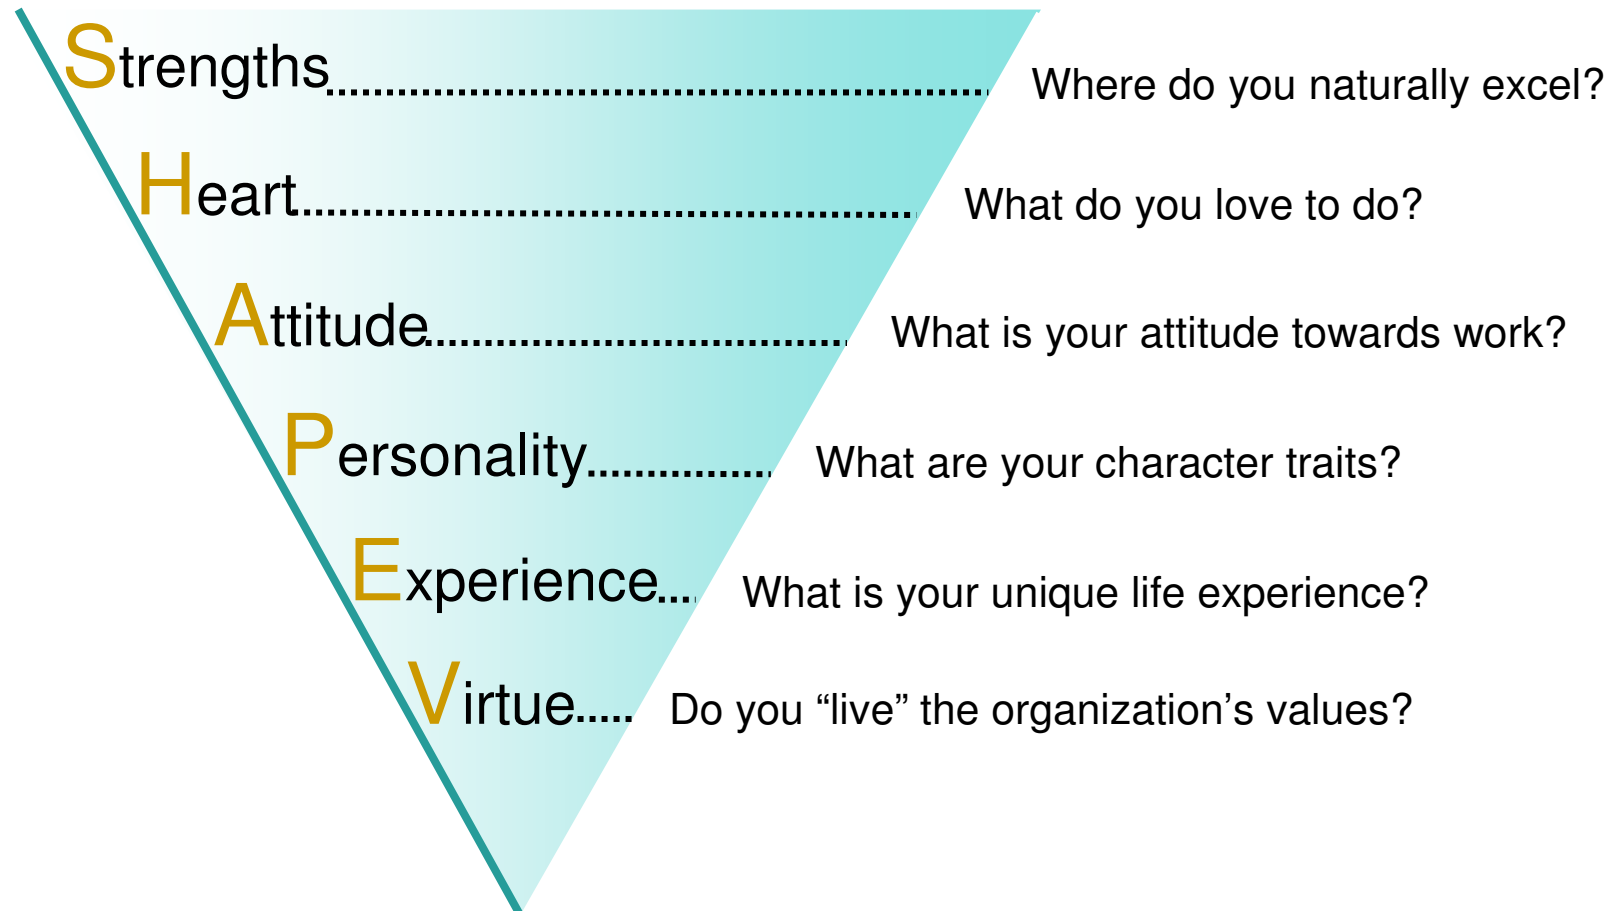 Strengths........................................ Where do you naturally excel?
Heart........................................ What do you love to do?
Attitude.................................... What is your attitude towards work?
Personality................ What are your character traits?
Experience.... What is your unique life experience?
Virtue..... Do you “live” the organization’s values?